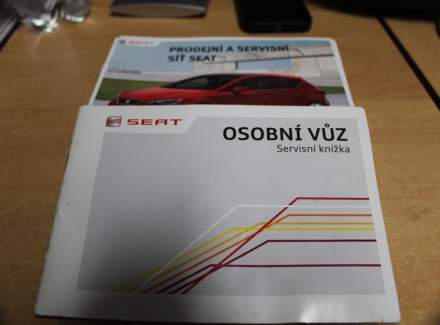 SEAT
PRODEJNÍ A SERVISNÍ
SÍŤ SEAT
SEAT
OSOBNÍ VŮZ
Servisní knížka